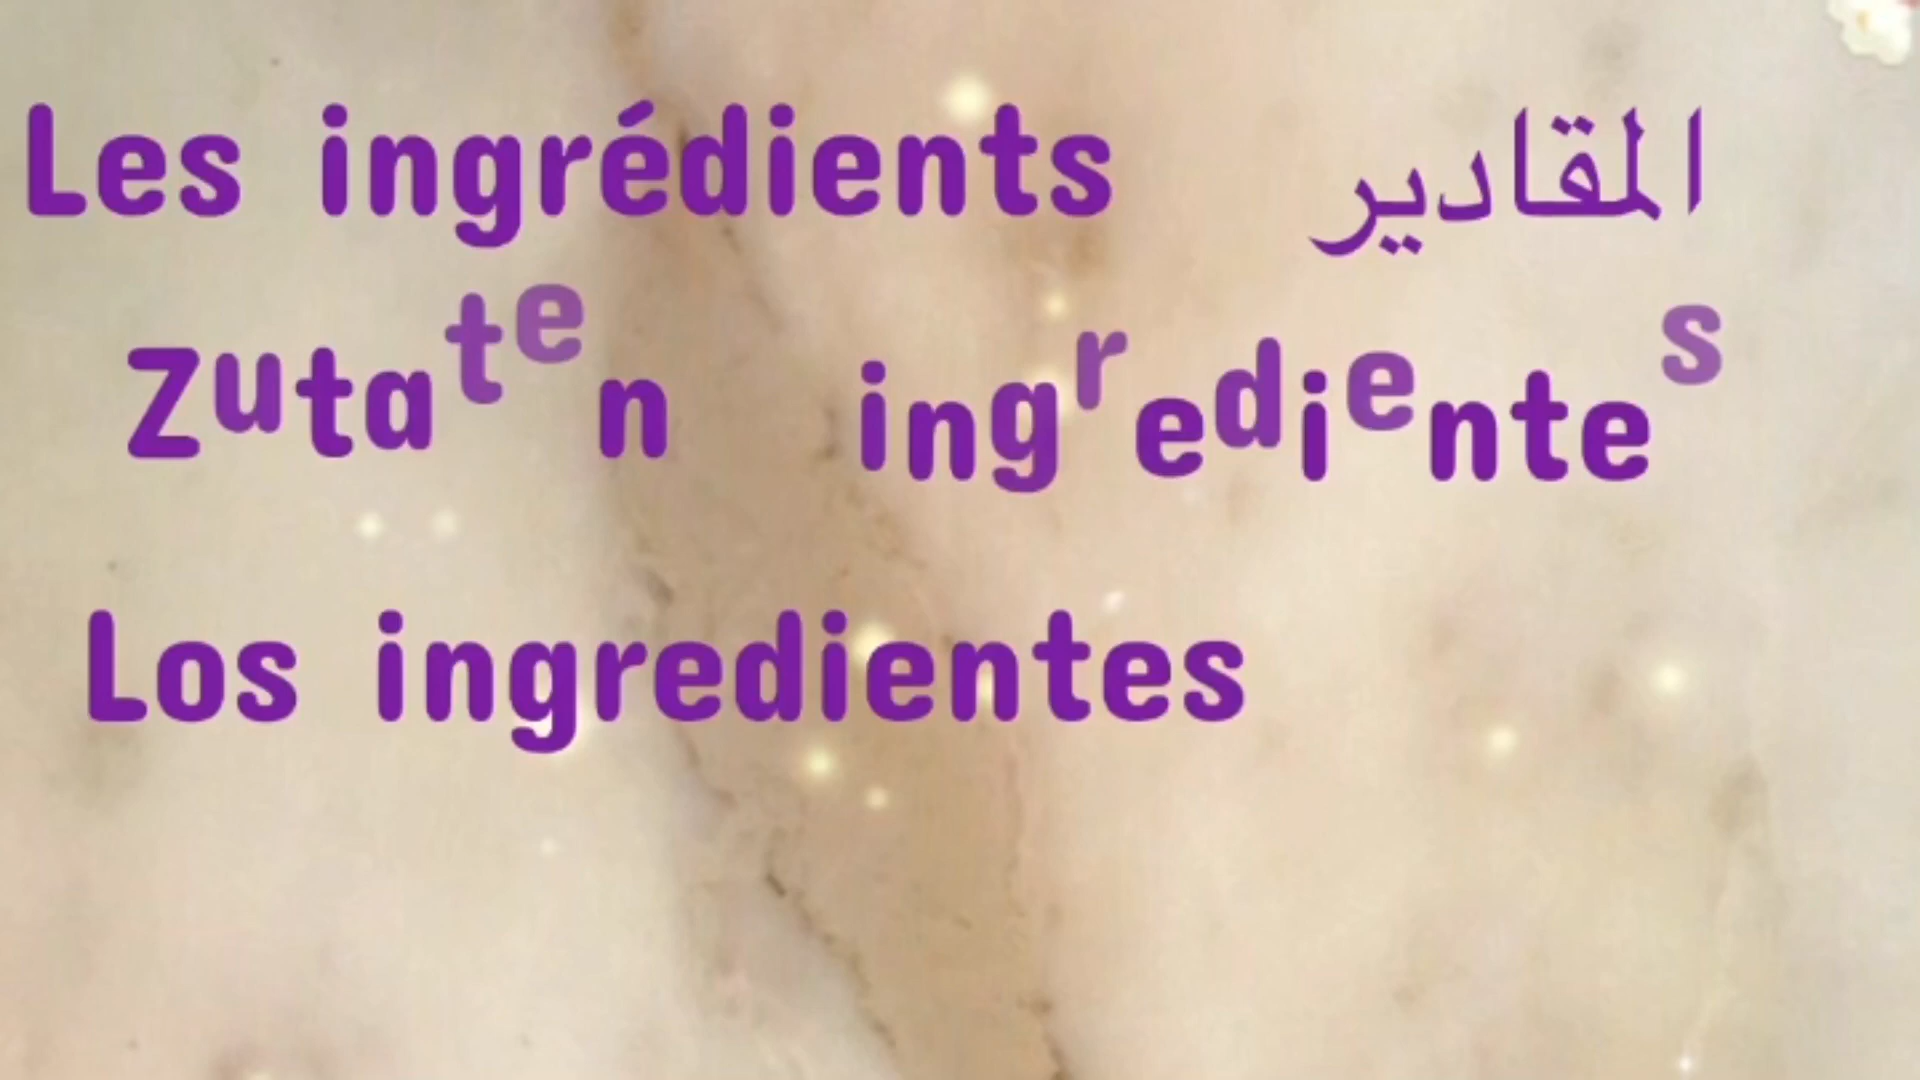 Les ingrédients المقادير
Zutaten ingredientes
Los ingredientes